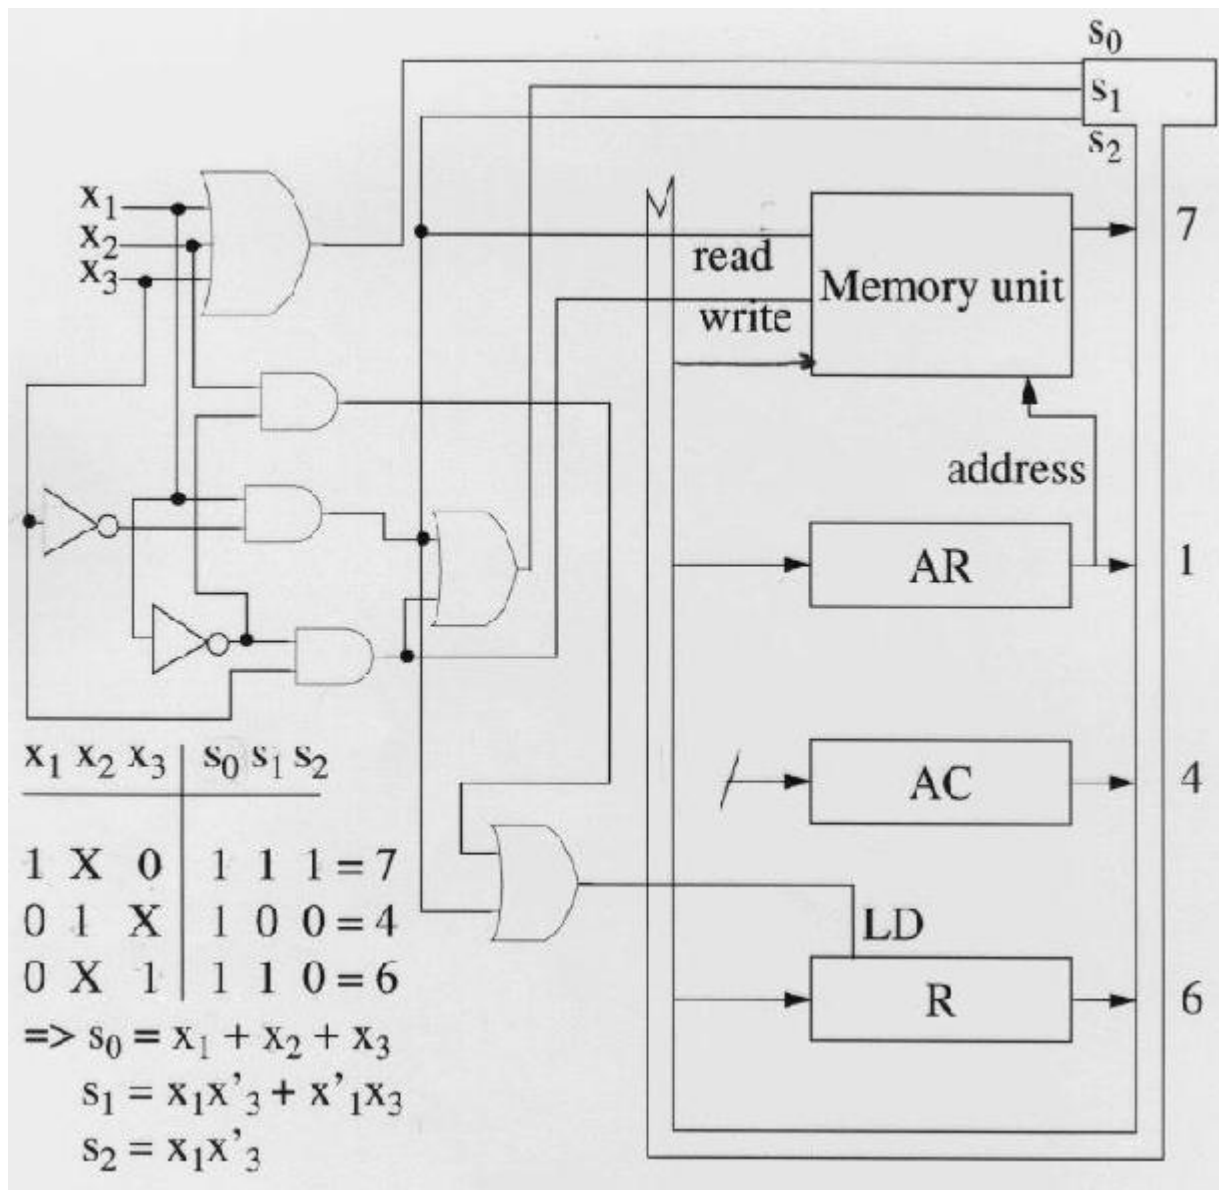 s0
s1
s2
x1
x2
x3
7
read
Memory unit
write
address
AR
1
AC
4
LD
R
6
x1 x2 x3 s0 s1 s2
1 X 0 1 1 1 = 7
0 1 X 1 0 0 = 4
0 X 1 1 1 0 = 6
=> s0 = x1 + x2 + x3
s1 = x1x'3 + x'1x3
s2 = x1x'3